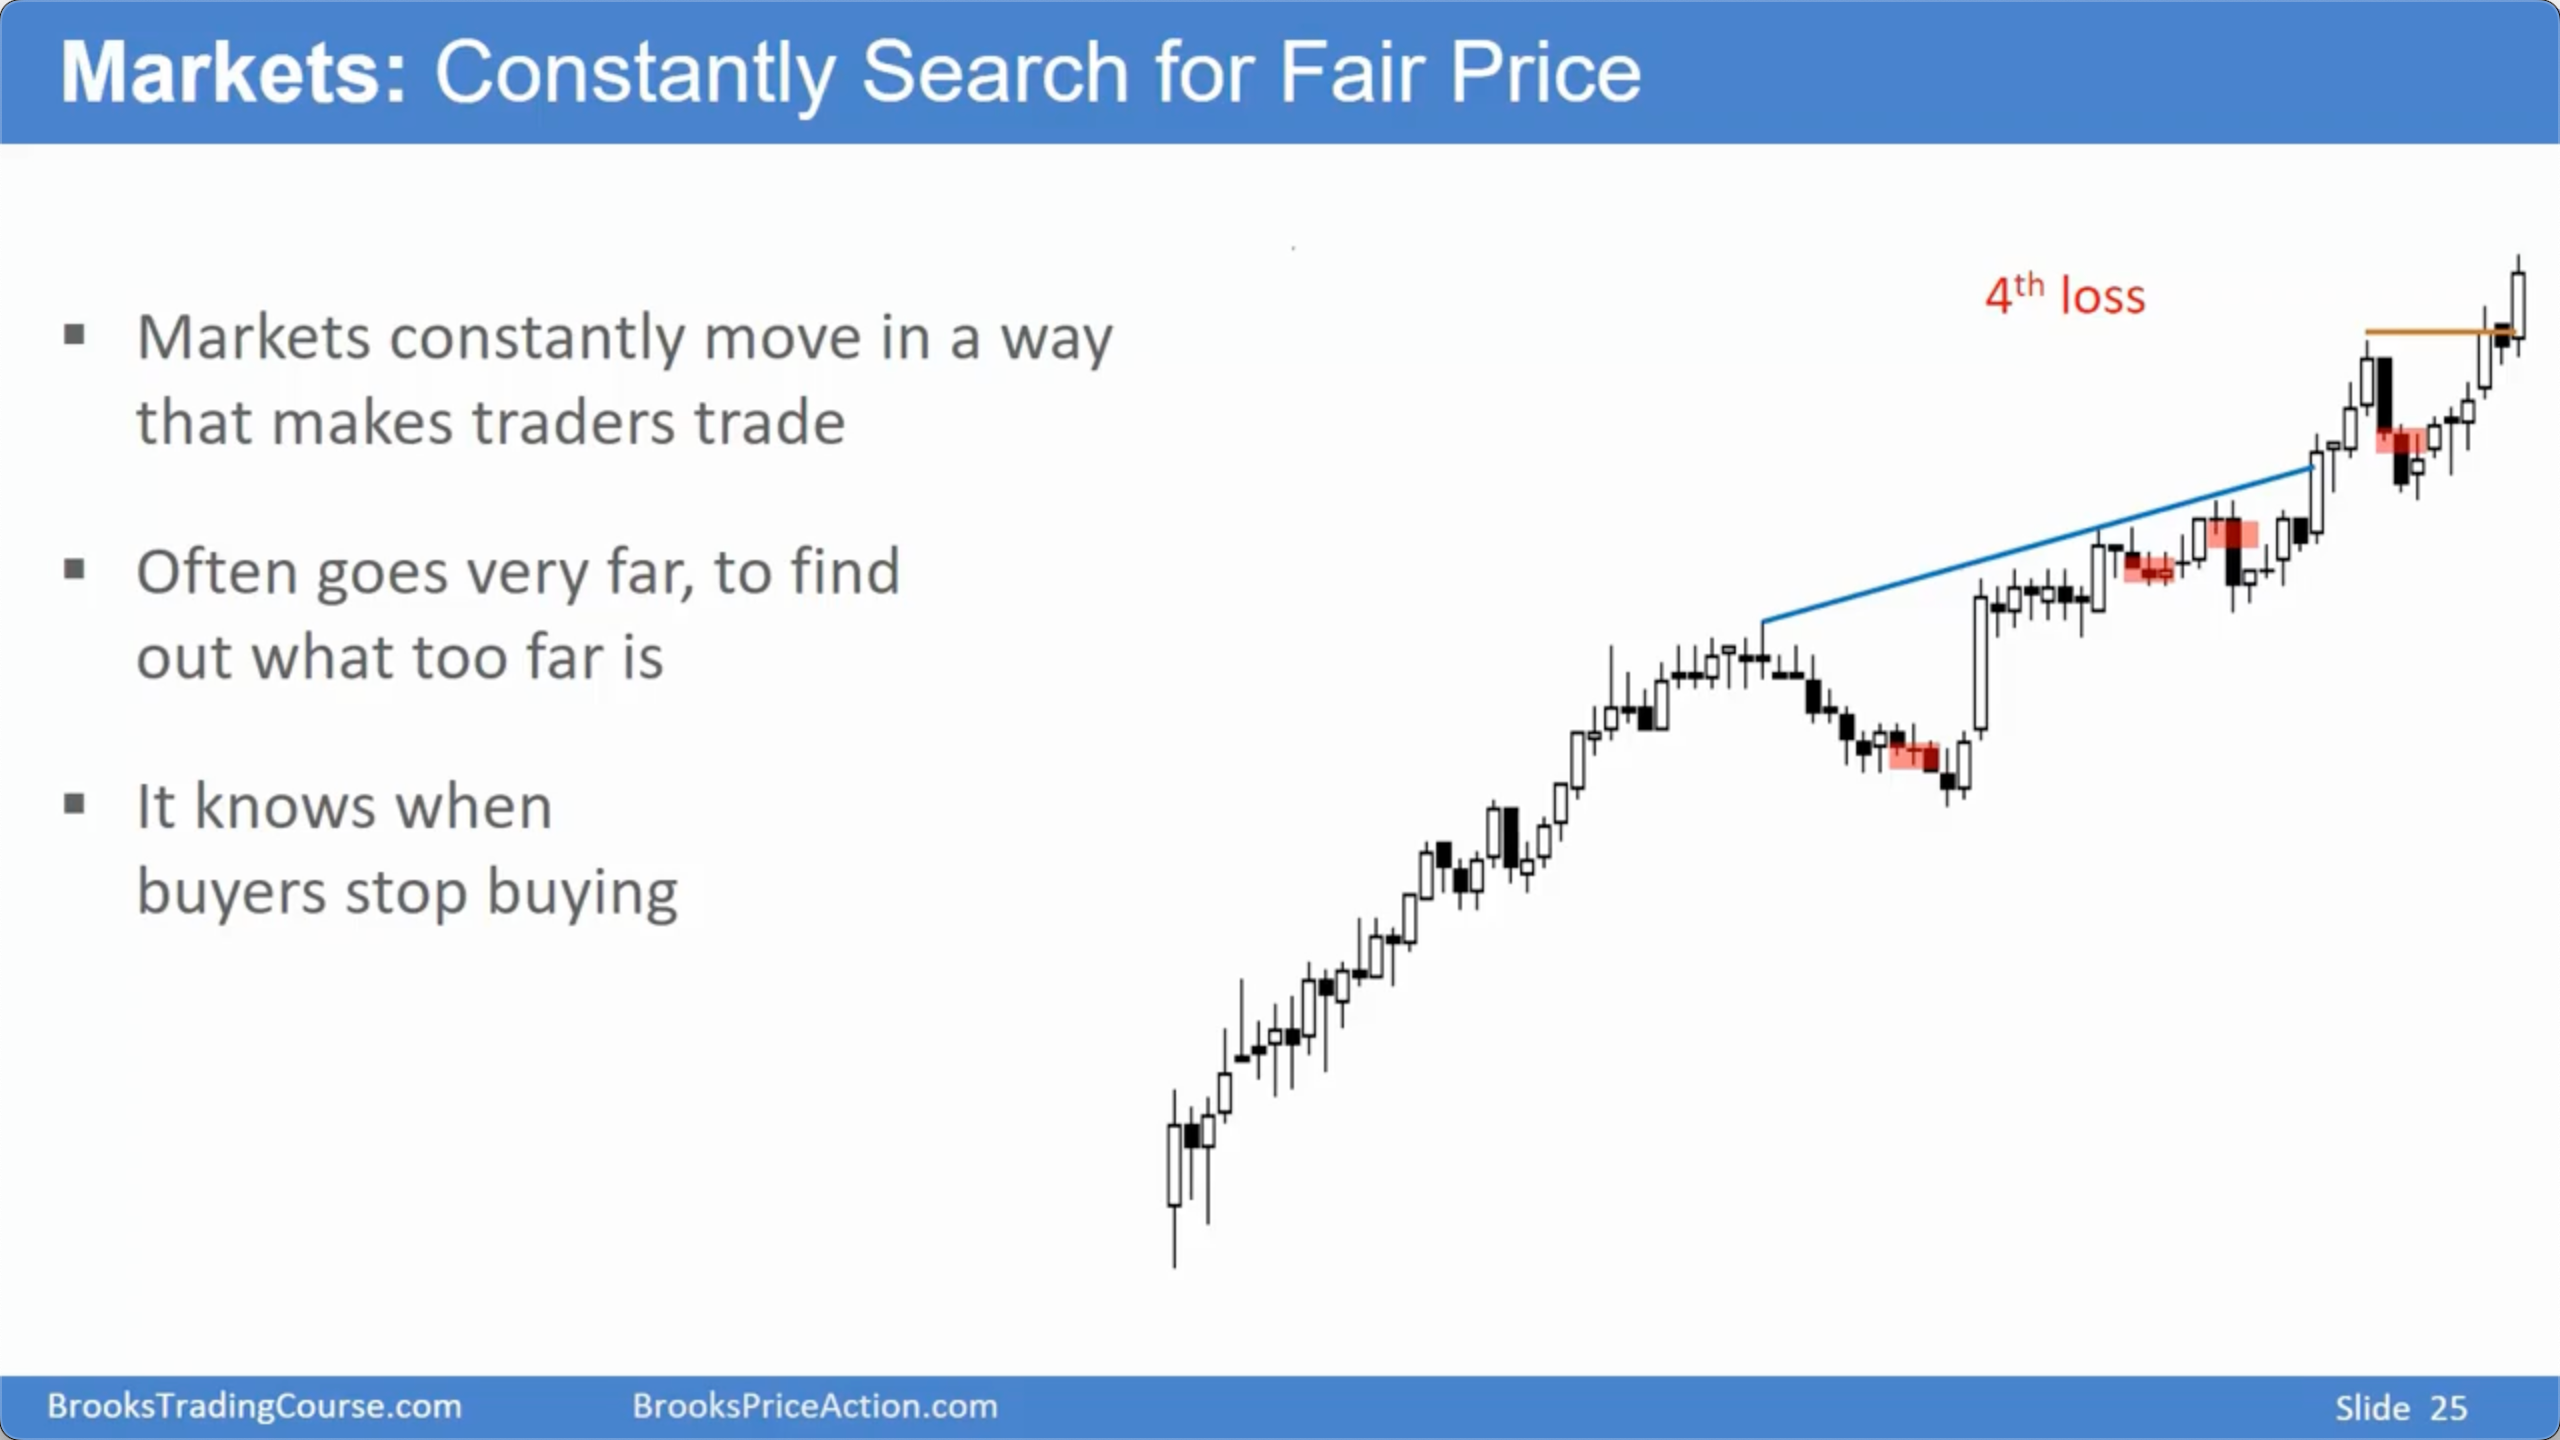 Markets: Constantly Search for Fair Price
4th loss
Markets constantly move in a way
that makes traders trade
Often goes very far, to find
out what too far is
It knows when
buyers stop buying
BrooksTradingCourse.com
BrooksPriceAction.com
Slide 25